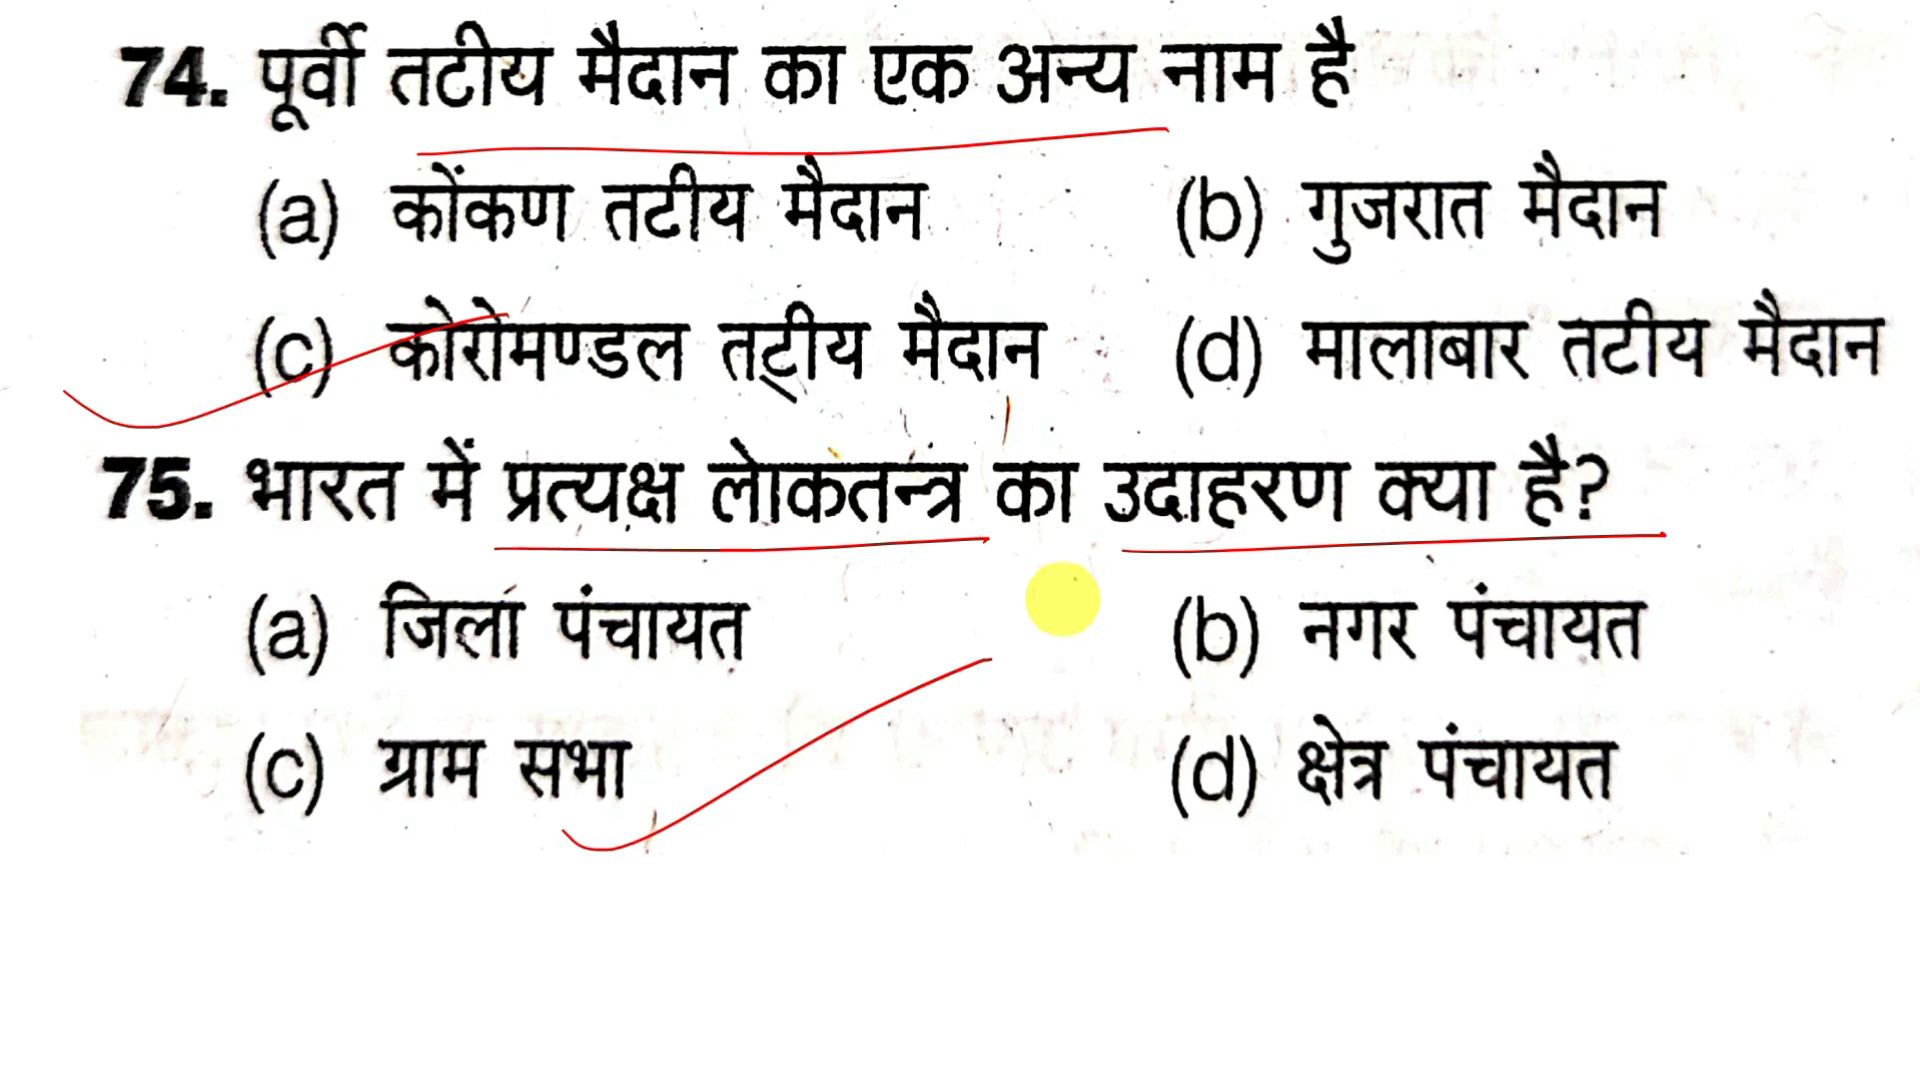 74. पूर्वी तटीय मैदान का एक अन्य नाम है
(a) कोंकण तटीय मैदान (b) गुजरात मैदान
(c) कोरोमण्डल तट्रीय मैदान (d) मालाबार तटीय मैदान
75. भारत में प्रत्यक्ष लोकतन्त्र का उदाहरण क्या है?
(a) जिला पंचायत (b) नगर पंचायत
(c) ग्राम सभा (d) क्षेत्र पंचायत